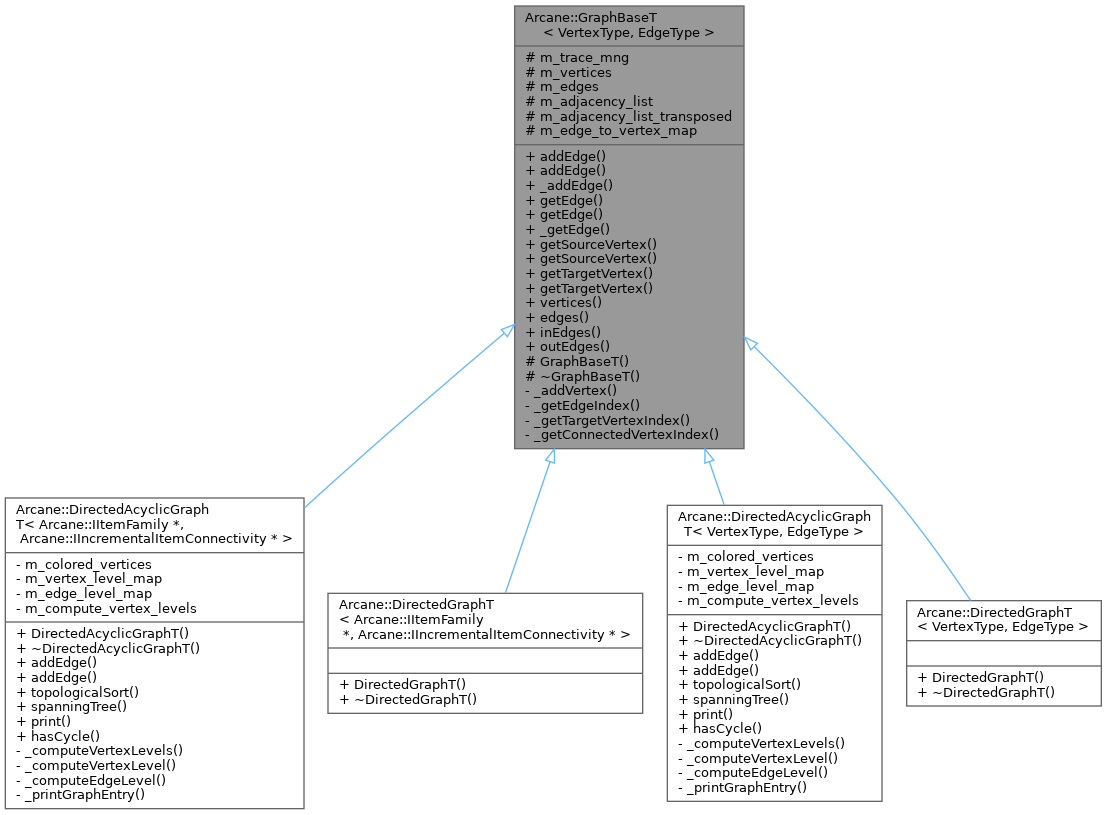 Arcane::GraphBaseT
< VertexType, EdgeType >
# m_trace_mng
# m_vertices
# m_edges
# m_adjacency_list
# m_adjacency_list_transposed
# m_edge_to_vertex_map
+ addEdge()
+ addEdge()
+ _addEdge()
+ getEdge()
+ getEdge()
+ _getEdge()
+ getSourceVertex()
+ getSourceVertex()
+ getTargetVertex()
+ getTargetVertex()
+ vertices()
+ edges()
+ inEdges()
+ outEdges()
# GraphBaseT()
# ~GraphBaseT()
- _addVertex()
- _getEdgeIndex()
- _getTargetVertexIndex()
- _getConnectedVertexIndex()
Arcane::DirectedAcyclicGraph
T< Arcane::IItemFamily *,
Arcane::IIncrementalItemConnectivity * >
- m_colored_vertices
- m_vertex_level_map
- m_edge_level_map
- m_compute_vertex_levels
+ DirectedAcyclicGraphT()
+ ~DirectedAcyclicGraphT()
+ addEdge()
+ addEdge()
+ topologicalSort()
+ spanningTree()
+ print()
+ hasCycle()
- _computeVertexLevels()
- _computeVertexLevel()
- _computeEdgeLevel()
- _printGraphEntry()
Arcane::DirectedGraphT
< Arcane::IItemFamily
*, Arcane::IIncrementalItemConnectivity * >
+ DirectedGraphT()
+ ~DirectedGraphT()
Arcane::DirectedAcyclicGraph
T< VertexType, EdgeType >
- m_colored_vertices
- m_vertex_level_map
- m_edge_level_map
- m_compute_vertex_levels
+ DirectedAcyclicGraphT()
+ ~DirectedAcyclicGraphT()
+ addEdge()
+ addEdge()
+ topologicalSort()
+ spanningTree()
+ print()
+ hasCycle()
- _computeVertexLevels()
- _computeVertexLevel()
- _computeEdgeLevel()
- _printGraphEntry()
Arcane::DirectedGraphT
< VertexType, EdgeType >
+ DirectedGraphT()
+ ~DirectedGraphT()